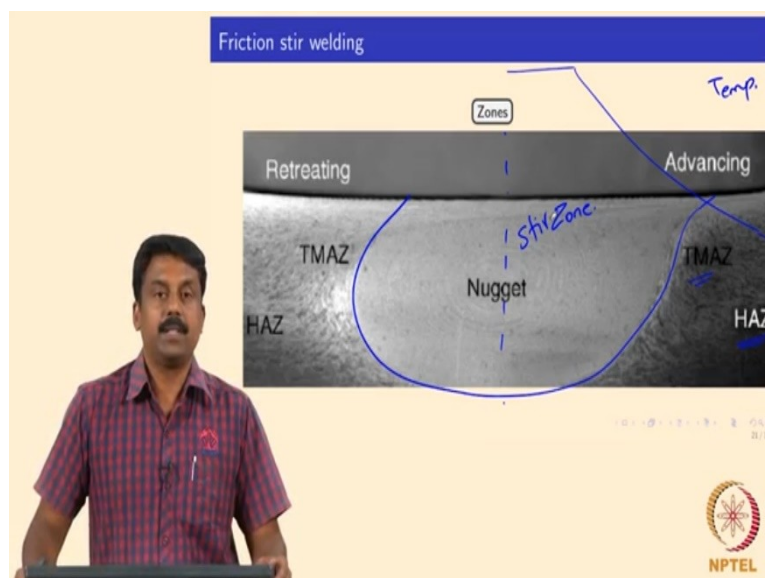 Friction stir welding
Temp.
Zones
Retreating
Advancing
Stir Zone.
TMAZ
TMAZ
Nugget
HAZ
HAZ
NPTEL